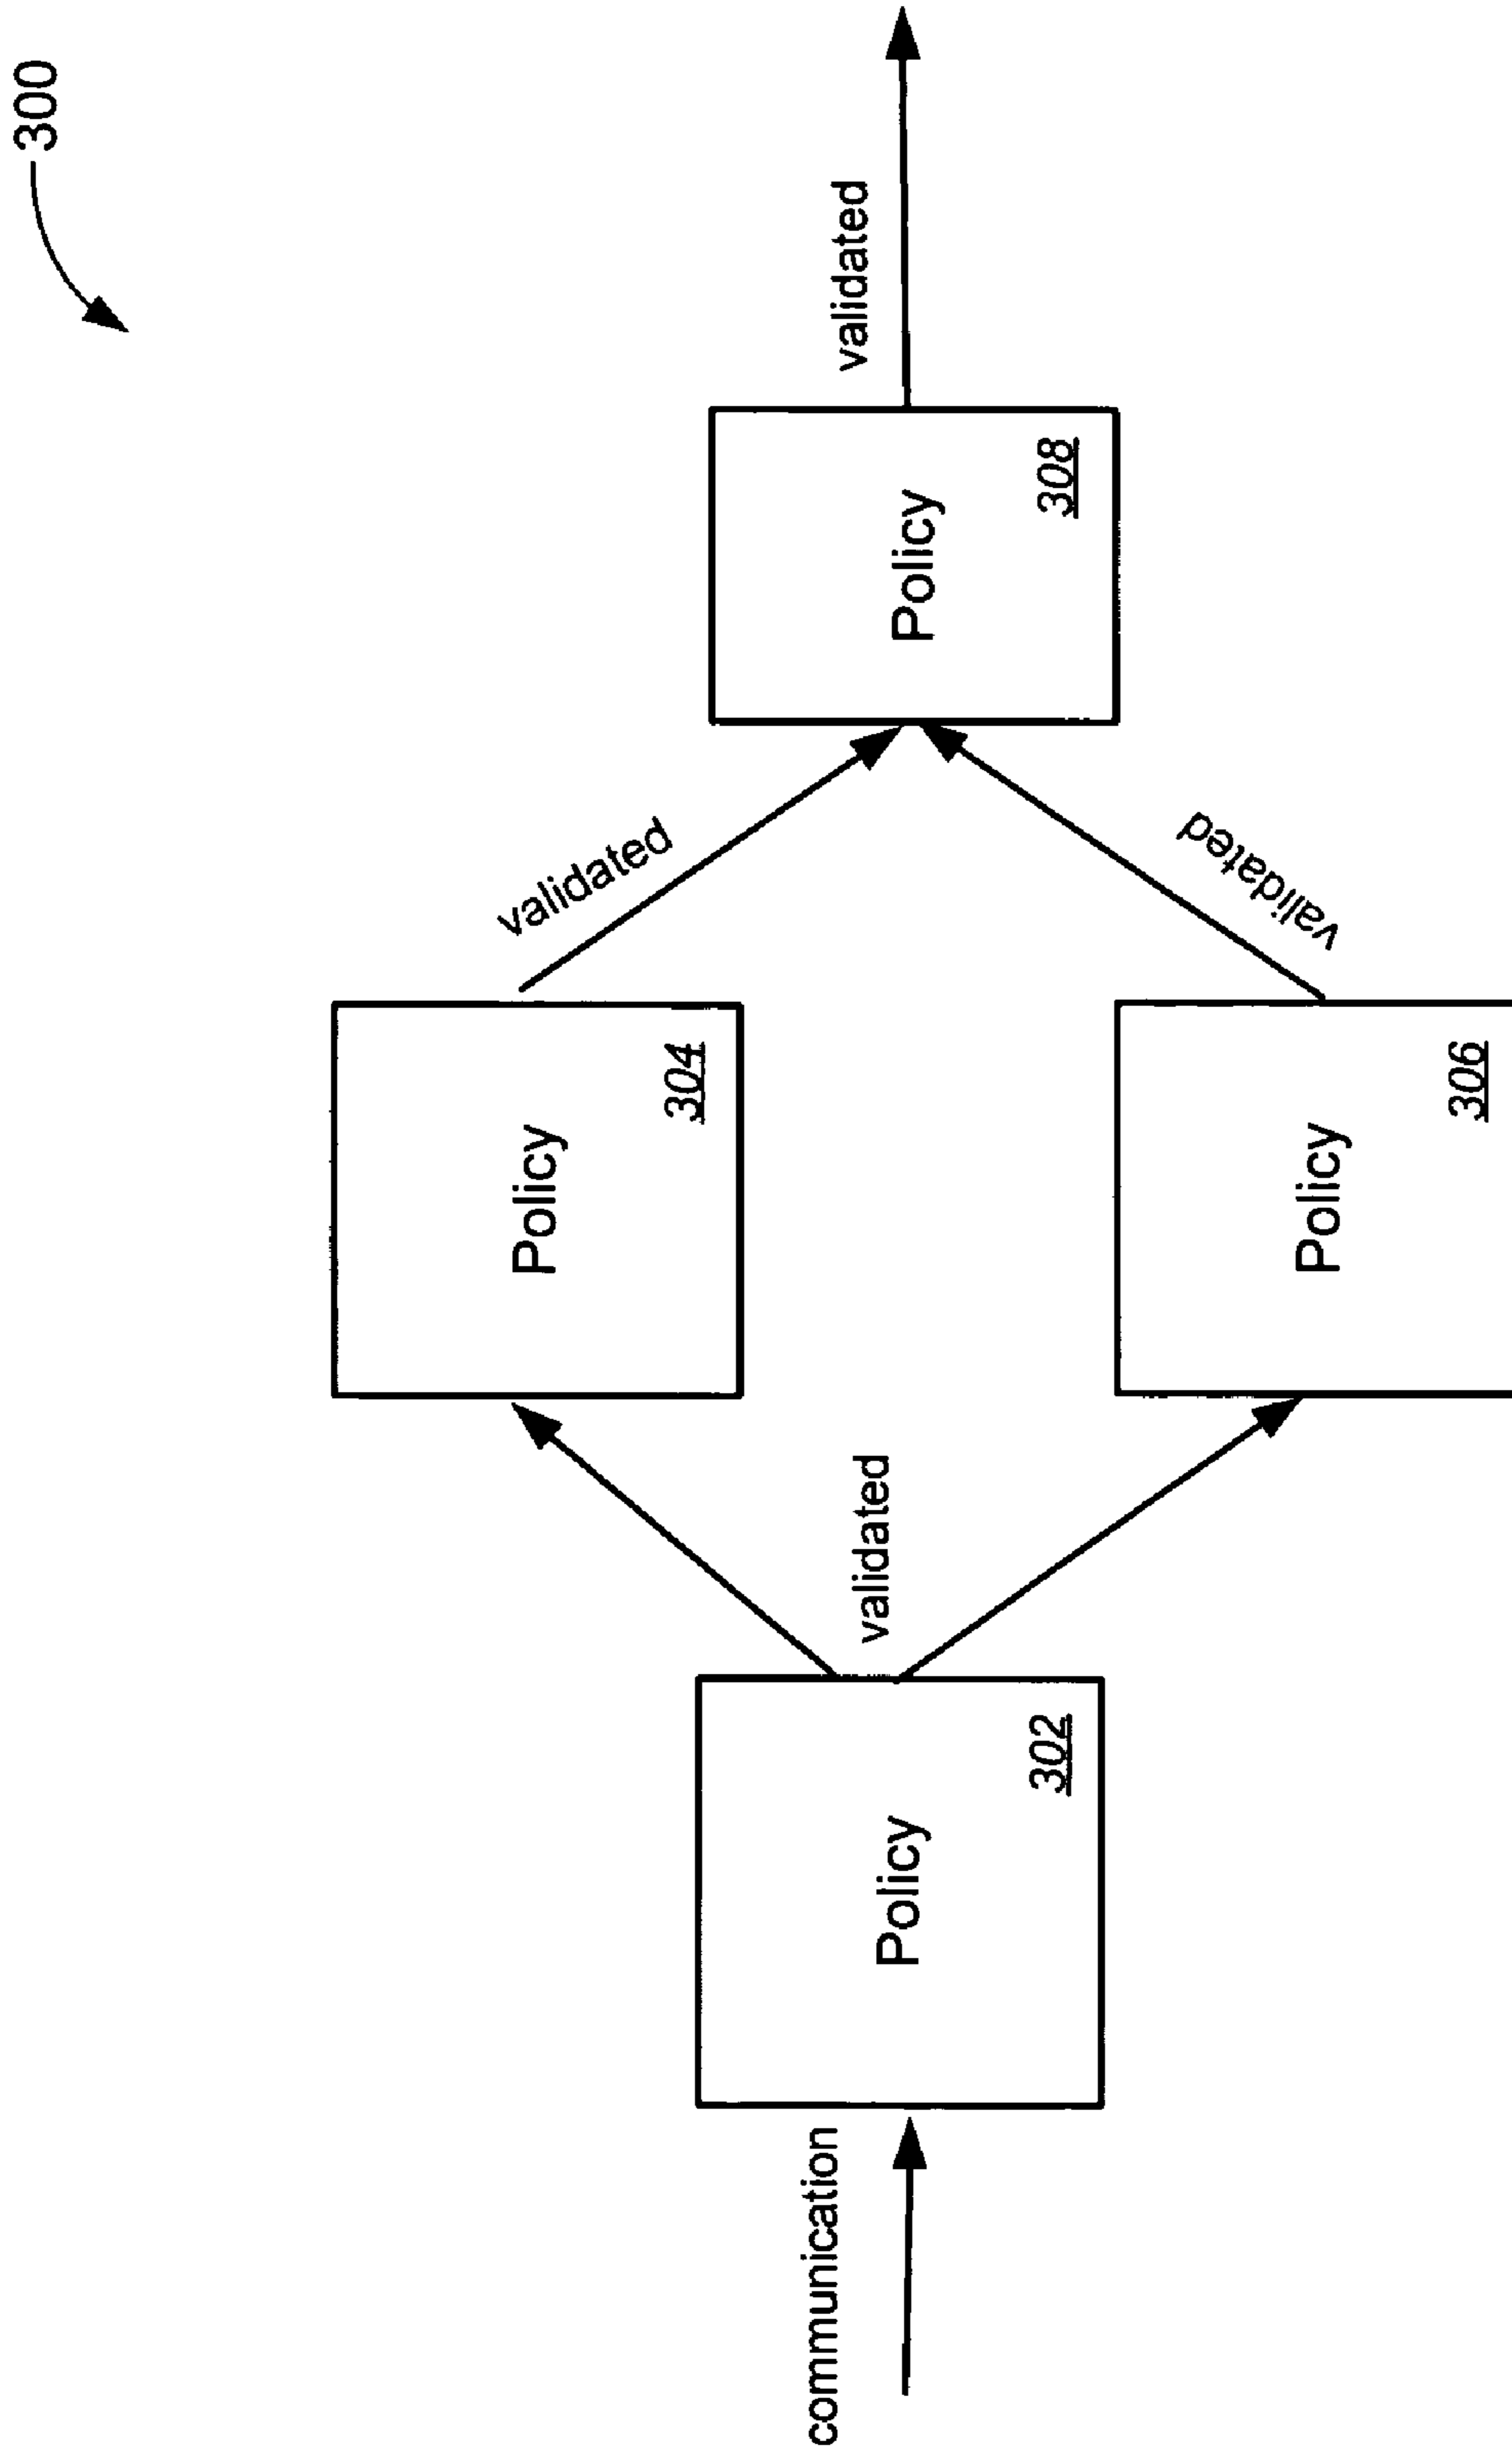 300
communication
Policy
302
validated
Policy
304
Policy
306
validated
validated
Policy
308
validated